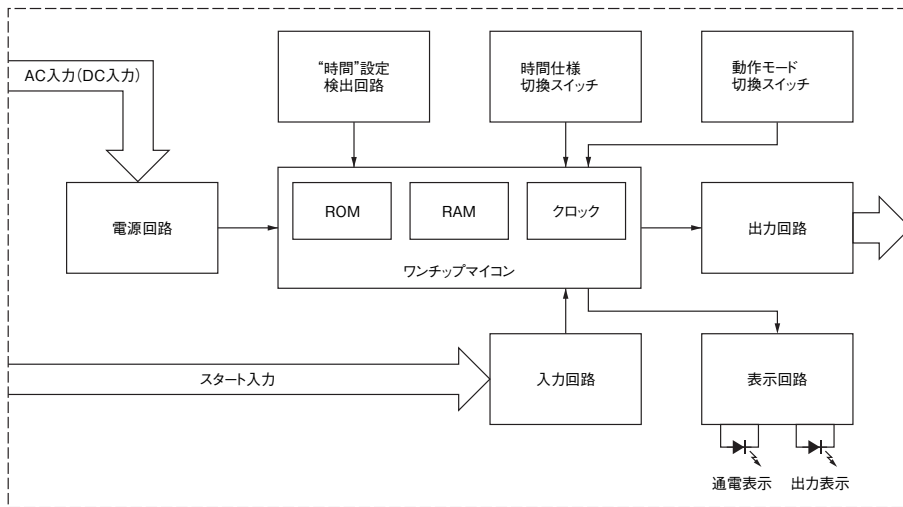 AC入力(DC入力)
“時間”設定
検出回路
時間仕様
切換スイッチ
動作モード
切換スイッチ
電源回路
ROM
RAM
クロック
ワンチップマイコン
出力回路
スタート入力
入力回路
表示回路
通電表示
出力表示